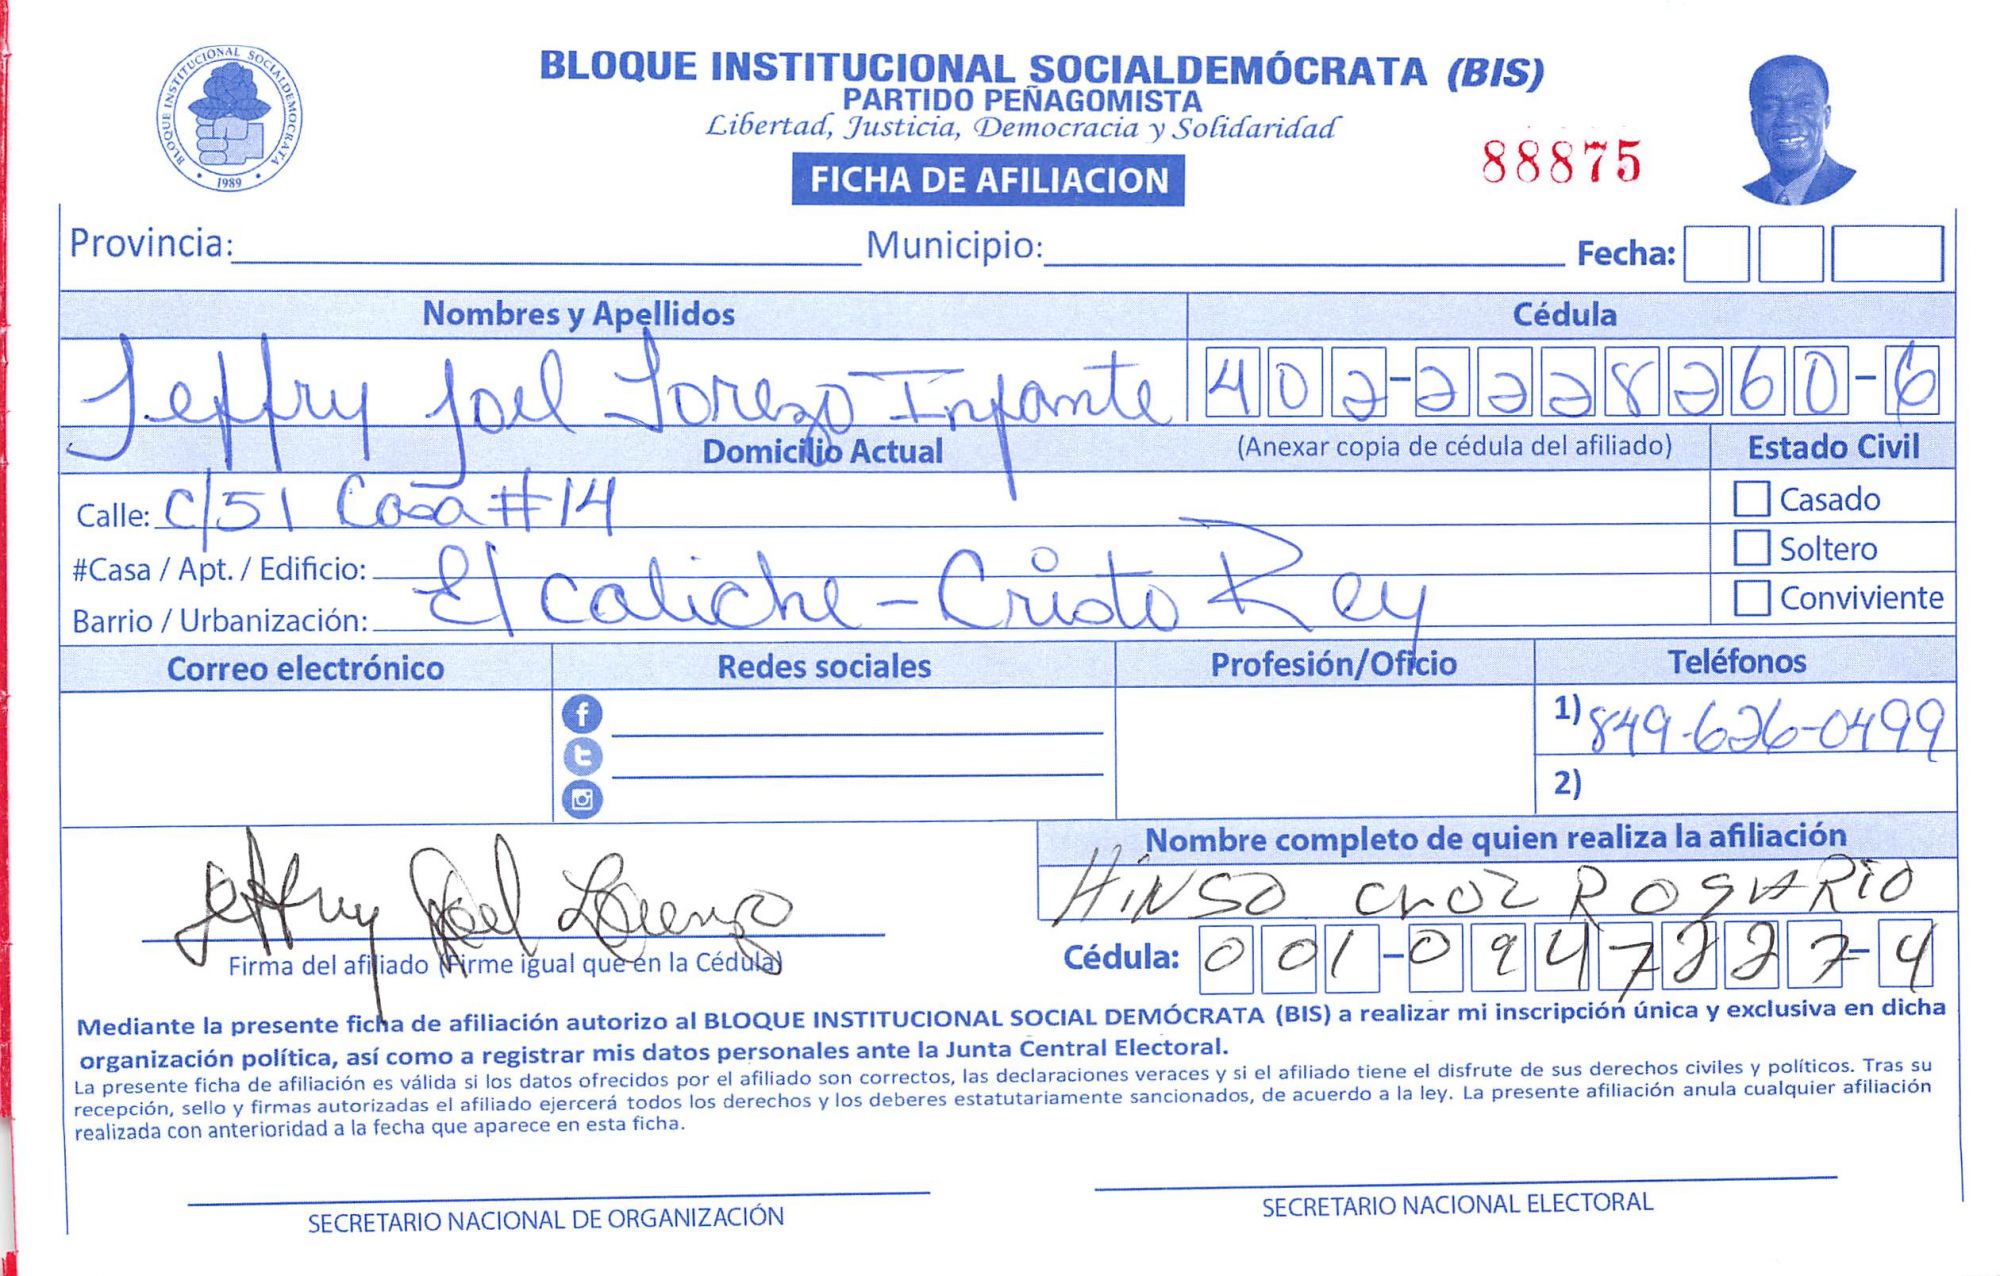 BLOQUE INSTITUCIONAL SOCIALDEMÓCRATA (BIS)
PARTIDO PEÑAGOMISTA
Libertad, Justicia, Democracia y Solidaridad
BLOQUE INSTITUCIONAL SOCIALDEMOCRATA
• 1989 •
FICHA DE AFILIACION
88875
Provincia: Municipio: Fecha:
Nombres y Apellidos Cédula
Jeffry Joel Lorezo Infante 402-2228260-6
Domicilio Actual (Anexar copia de cédula del afiliado) Estado Civil
Calle: C/51 Casa #14 Casado
#Casa / Apt. / Edificio: Soltero
Barrio / Urbanización: El caliche - Cristo Rey Conviviente
Correo electrónico Redes sociales Profesión/Oficio Teléfonos
1) 849-626-0499
2)
Nombre completo de quien realiza la afiliación
HiNSO CRUZ ROSARiO
Jeffry Joel Lorenzo
Firma del afiliado (Firme igual que en la Cédula) Cédula: 001-0947227-4
Mediante la presente ficha de afiliación autorizo al BLOQUE INSTITUCIONAL SOCIAL DEMÓCRATA (BIS) a realizar mi inscripción única y exclusiva en dicha
organización política, así como a registrar mis datos personales ante la Junta Central Electoral.
La presente ficha de afiliación es válida si los datos ofrecidos por el afiliado son correctos, las declaraciones veraces y si el afiliado tiene el disfrute de sus derechos civiles y políticos. Tras su
recepción, sello y firmas autorizadas el afiliado ejercerá todos los derechos y los deberes estatutariamente sancionados, de acuerdo a la ley. La presente afiliación anula cualquier afiliación
realizada con anterioridad a la fecha que aparece en esta ficha.
SECRETARIO NACIONAL DE ORGANIZACIÓN SECRETARIO NACIONAL ELECTORAL